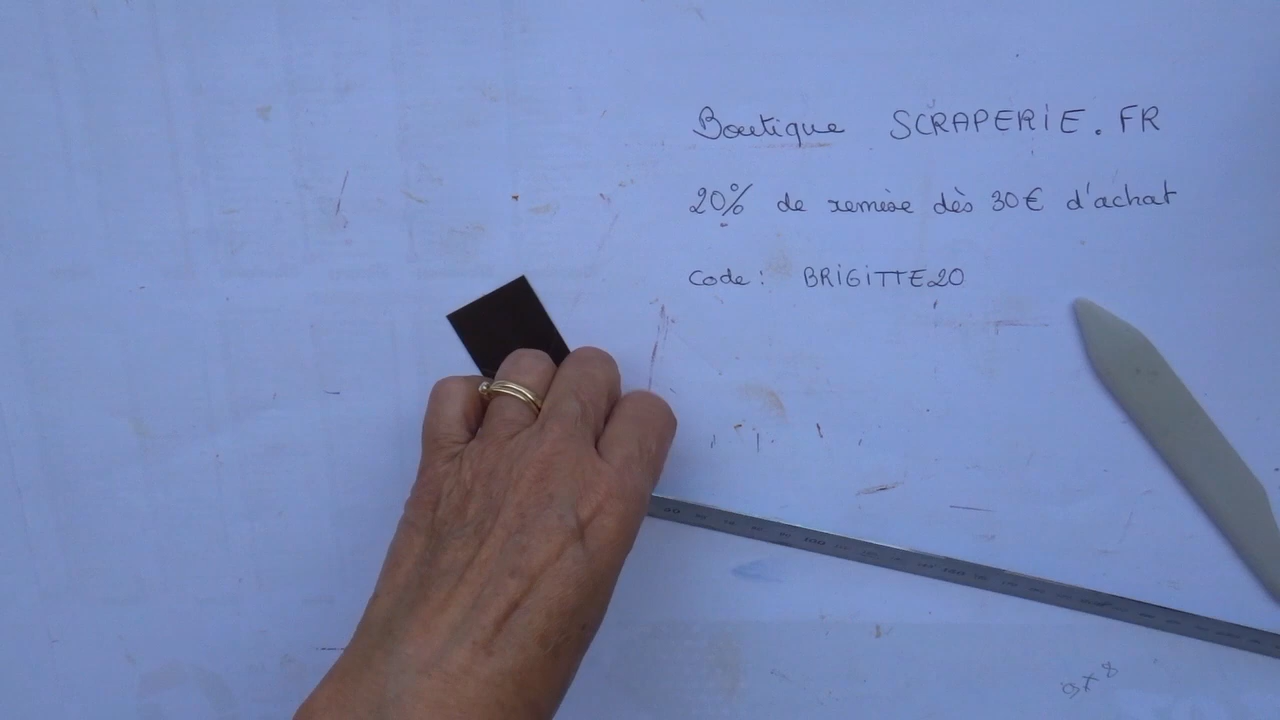 Boutique SCRAPERIE.FR
20% de remise dès 30€ d'achat
Code : BRIGITTE20